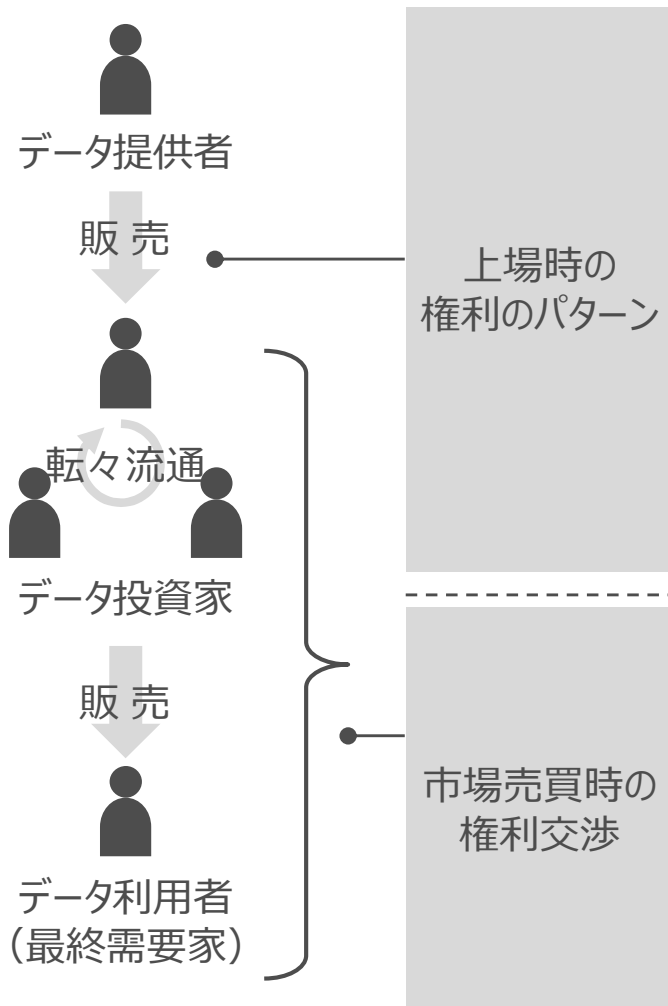 データ提供者
販 売
転々流通
データ投資家
販 売
データ利用者
（最終需要家）
上場時の
権利のパターン
市場売買時の
権利交渉